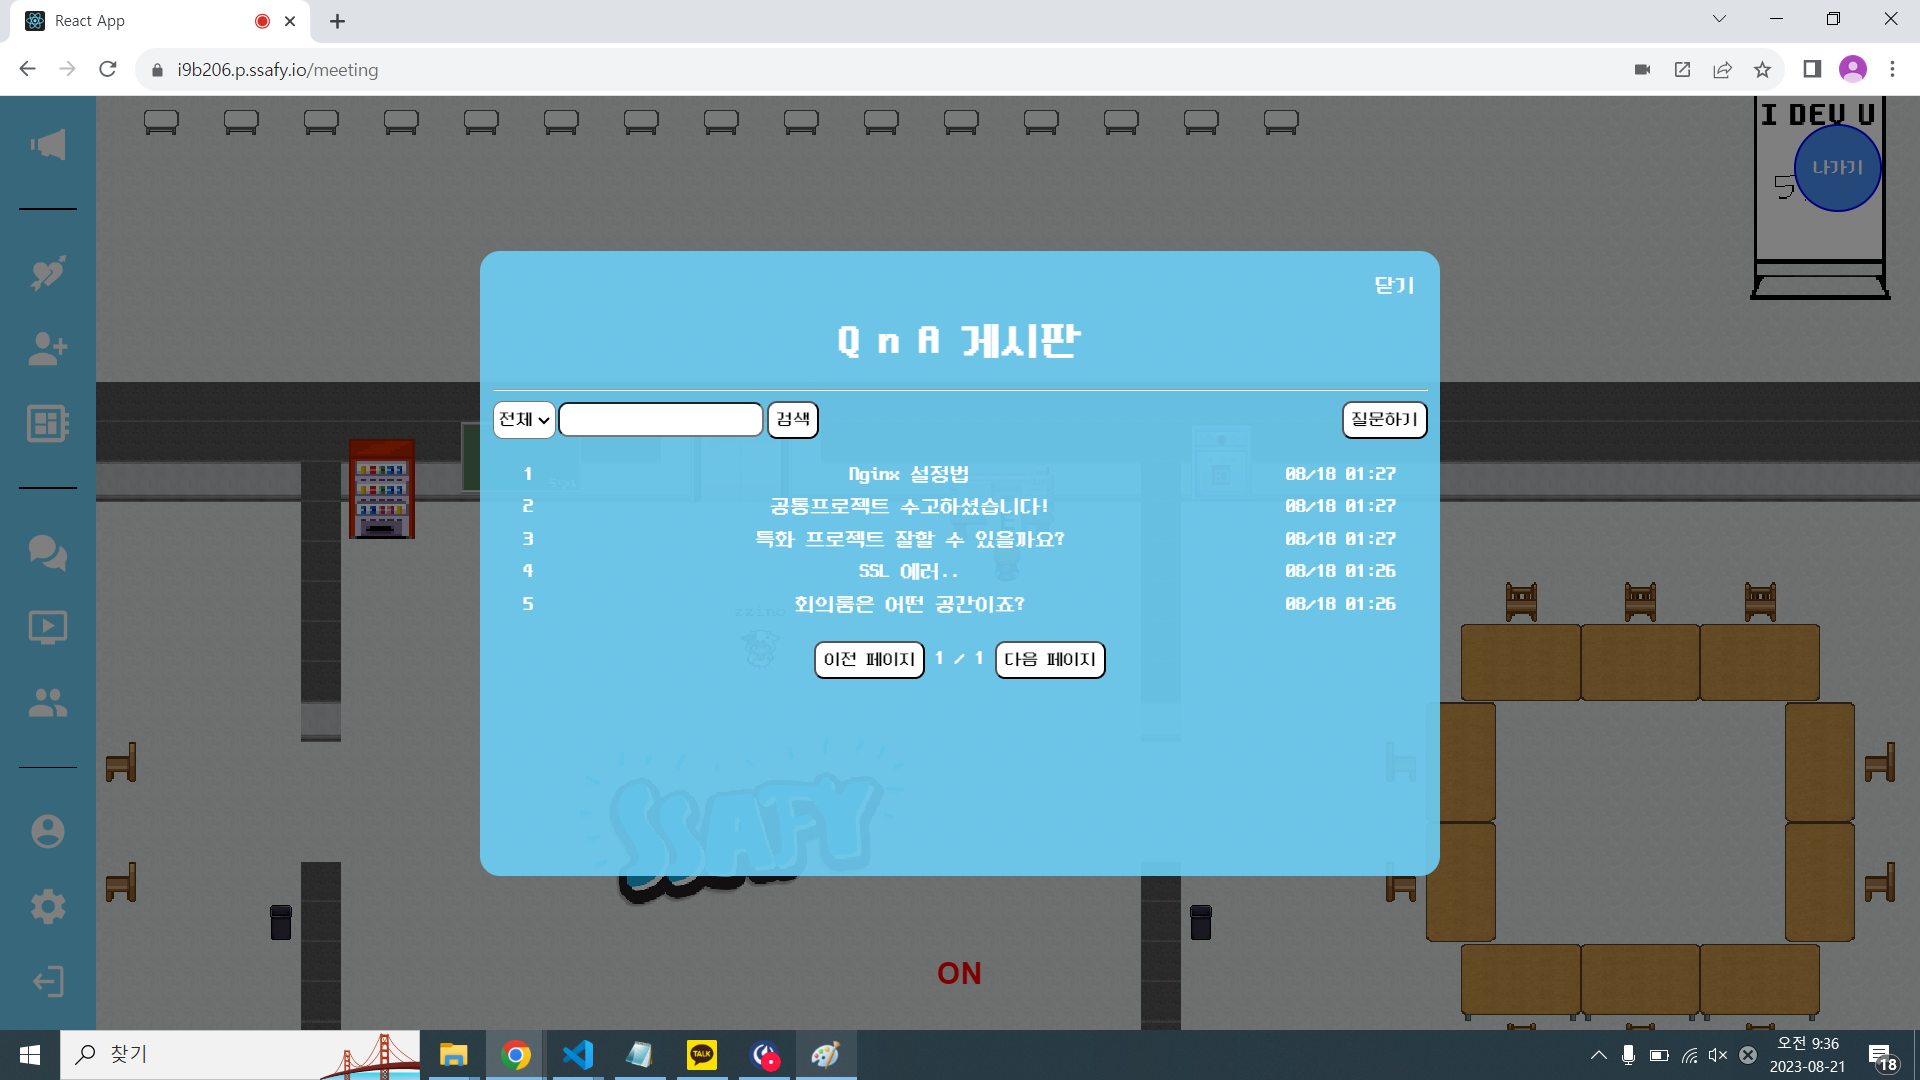 React App
i9b206.p.ssafy.io/meeting
I DEV U
나가기
닫기
Q n A 게시판
전체
검색
질문하기
1 Nginx 설정법 08/18 01:27
2 공통프로젝트 수고하셨습니다! 08/18 01:27
3 특화 프로젝트 잘할 수 있을까요? 08/18 01:27
4 SSL 에러.. 08/18 01:26
5 회의룸은 어떤 공간이죠? 08/18 01:26
zzino
이전 페이지 1 / 1 다음 페이지
SSAFY
ON
찾기
TALK
오전 9:36
2023-08-21
18